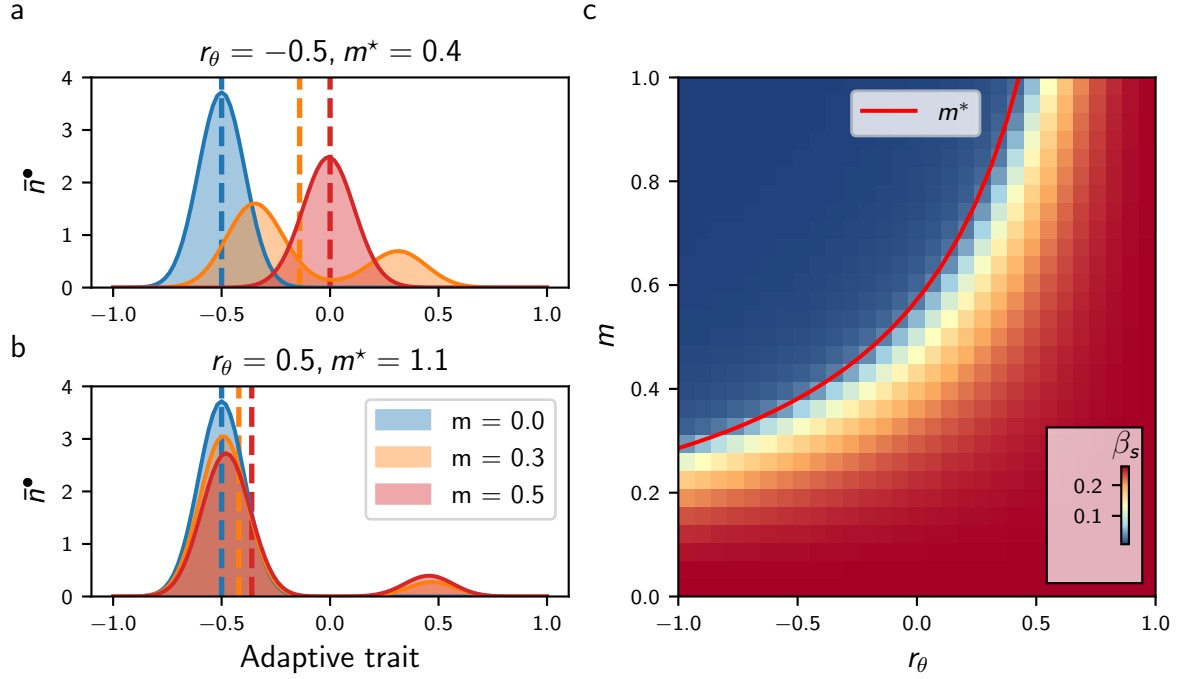 a
r_θ = −0.5, m⋆ = 0.4
4
3
2
1
0
n̄•
−1.0 −0.5 0.0 0.5 1.0
b
r_θ = 0.5, m⋆ = 1.1
4
3
2
1
0
n̄•
m = 0.0
m = 0.3
m = 0.5
−1.0 −0.5 0.0 0.5 1.0
Adaptive trait
c
1.0
0.8
0.6
0.4
0.2
0.0
m
m*
β_s
0.2
0.1
−1.0 −0.5 0.0 0.5 1.0
r_θ